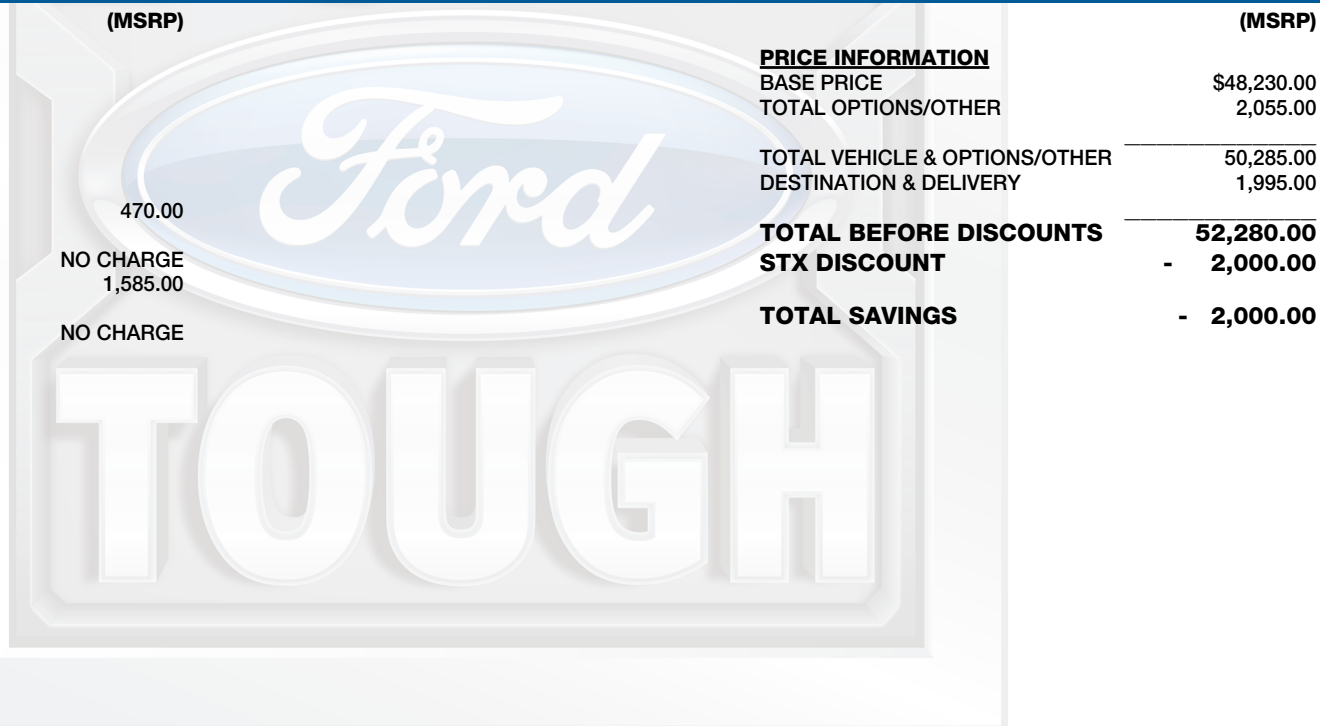 (MSRP)
470.00
NO CHARGE
1,585.00
NO CHARGE
Ford
TOUGH
(MSRP)
PRICE INFORMATION
BASE PRICE $48,230.00
TOTAL OPTIONS/OTHER 2,055.00
TOTAL VEHICLE & OPTIONS/OTHER 50,285.00
DESTINATION & DELIVERY 1,995.00
TOTAL BEFORE DISCOUNTS 52,280.00
STX DISCOUNT - 2,000.00
TOTAL SAVINGS - 2,000.00